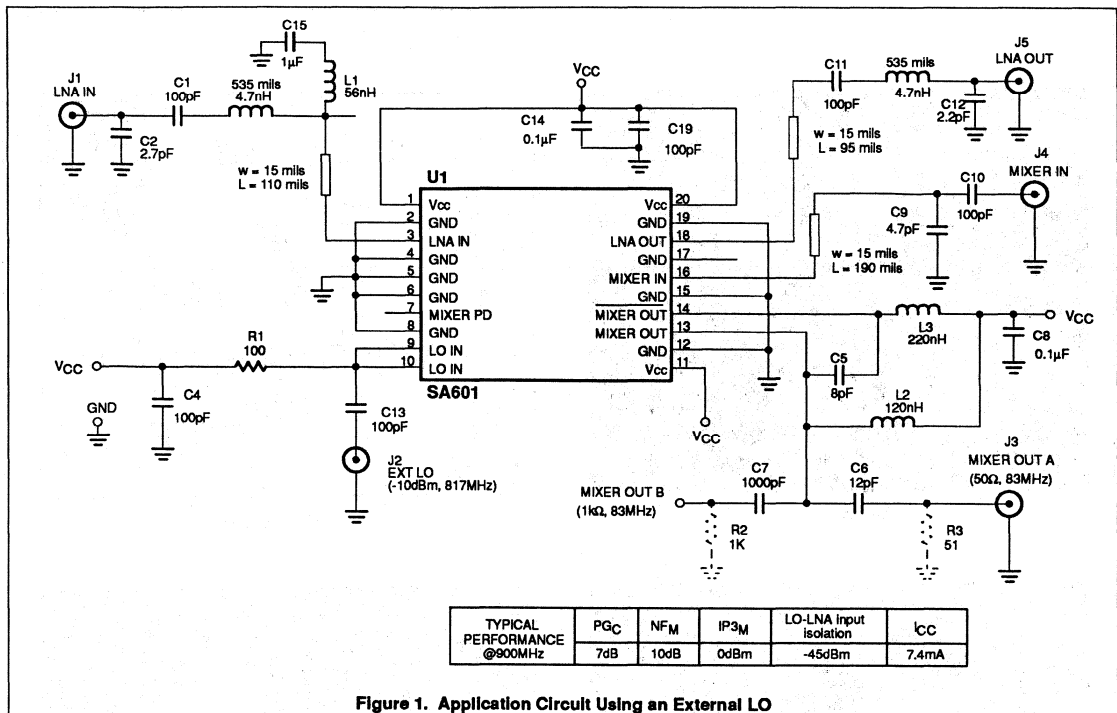 C15
1µF
L1
56nH
J1
LNA IN
C1
100pF
535 mils
4.7nH
C2
2.7pF
w = 15 mils
L = 110 mils
VCC
C14
0.1µF
C19
100pF
C11
100pF
535 mils
4.7nH
C12
2.2pF
J5
LNA OUT
w = 15 mils
L = 95 mils
J4
MIXER IN
C10
100pF
C9
4.7pF
w = 15 mils
L = 190 mils
U1
1 Vcc
2 GND
3 LNA IN
4 GND
5 GND
6 GND
7 MIXER PD
8 GND
9 LO IN
10 LO IN
Vcc 20
GND 19
LNA OUT 18
GND 17
MIXER IN 16
GND 15
MIXER OUT 14
MIXER OUT 13
GND 12
Vcc 11
SA601
VCC
R1
100
C4
100pF
GND
C13
100pF
J2
EXT LO
(-10dBm, 817MHz)
VCC
L3
220nH
VCC
C8
0.1µF
C5
8pF
L2
120nH
J3
MIXER OUT A
(50Ω, 83MHz)
C7
1000pF
C6
12pF
MIXER OUT B
(1kΩ, 83MHz)
R2
1K
R3
51
TYPICAL PERFORMANCE @900MHz PGC NFM IP3M LO-LNA input isolation ICC
7dB 10dB 0dBm -45dBm 7.4mA
Figure 1. Application Circuit Using an External LO